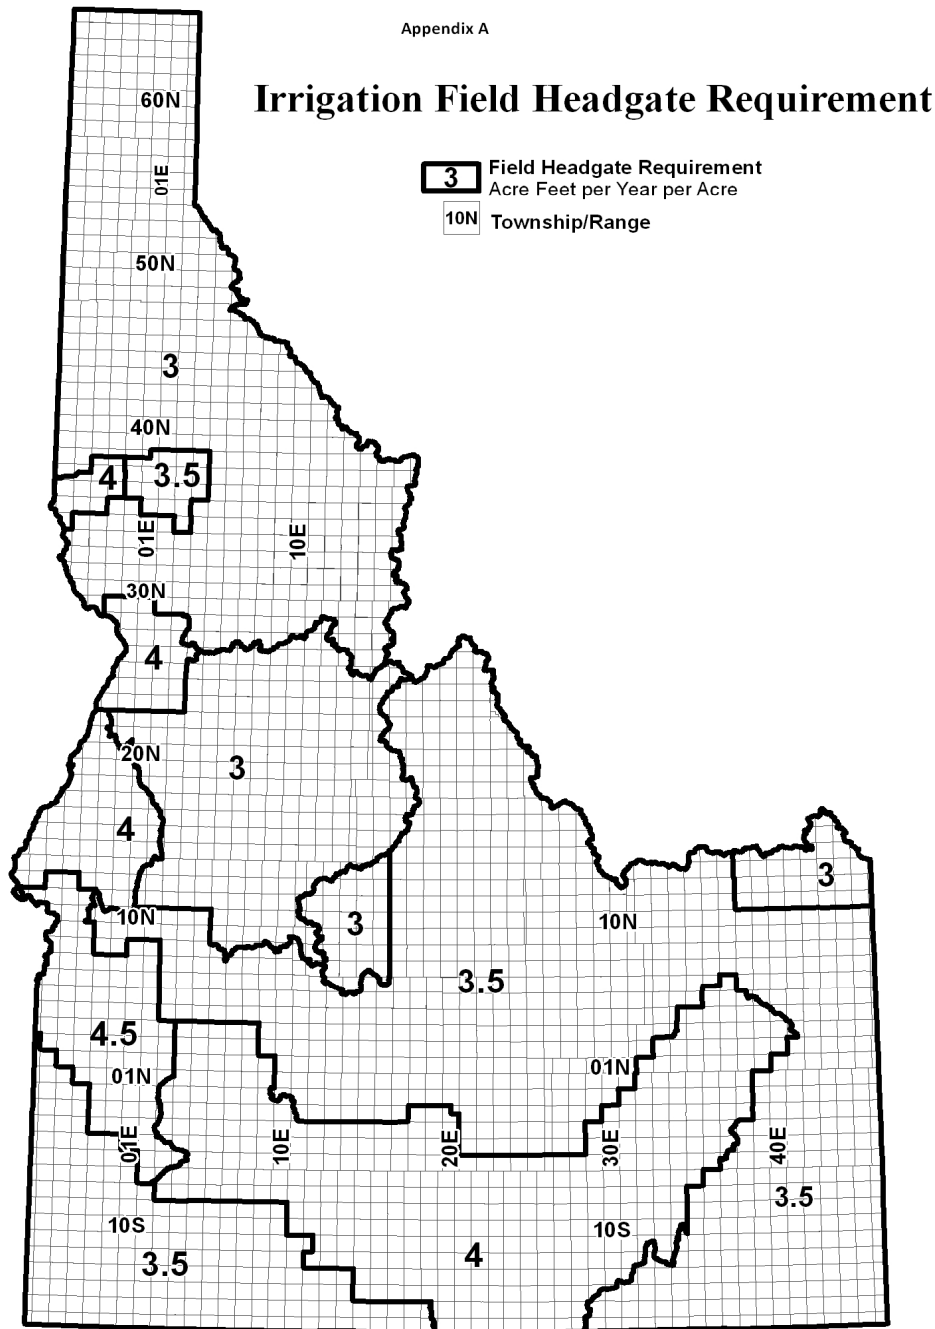 Appendix A
Irrigation Field Headgate Requirement
3 Field Headgate Requirement
Acre Feet per Year per Acre
10N Township/Range
60N
01E
50N
3
40N
4
3.5
01E
10E
30N
4
20N
3
4
3
10N
3
10N
3.5
4.5
01N
01N
01E
10E
20E
30E
40E
3.5
10S
10S
3.5
4